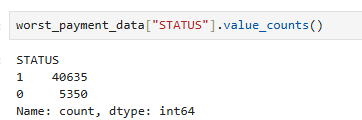 worst_payment_data["STATUS"].value_counts()
STATUS
1    40635
0     5350
Name: count, dtype: int64